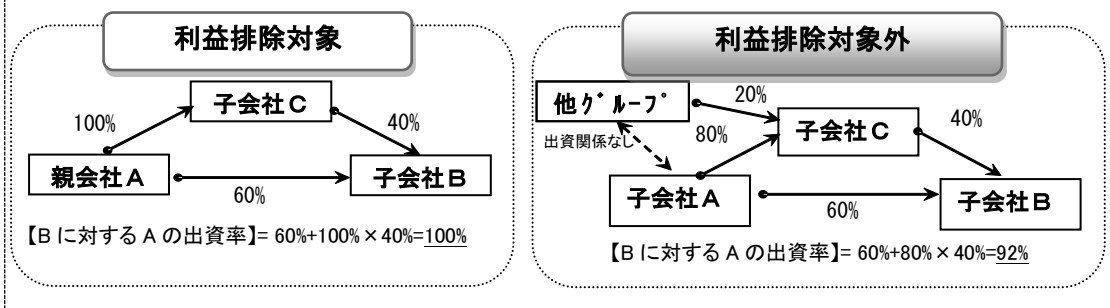 利益排除対象
子会社C
100%
40%
親会社A
子会社B
60%
【B に対する A の出資率】= 60%+100%×40%=100%
利益排除対象外
他グループ
20%
子会社C
40%
80%
出資関係なし
子会社A
子会社B
60%
【B に対する A の出資率】= 60%+80%×40%=92%